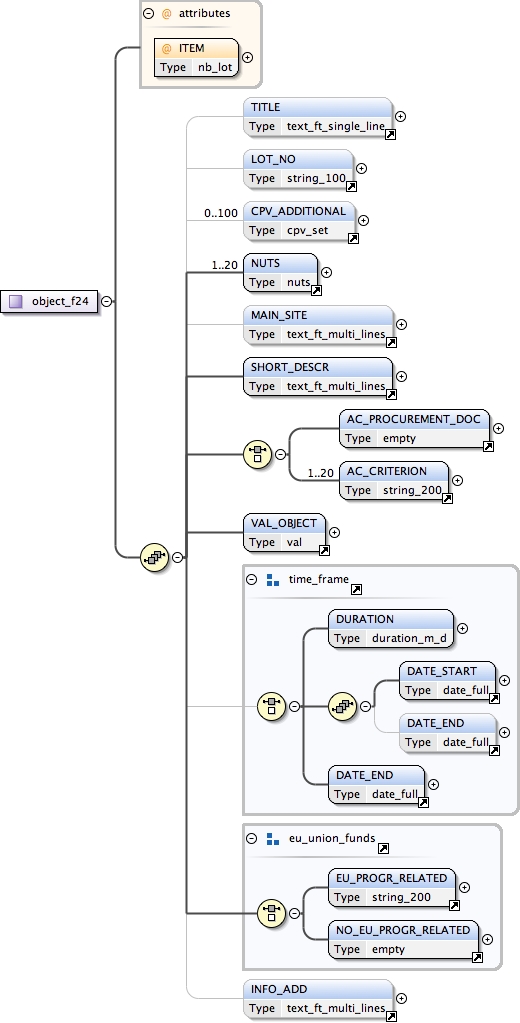 attributes
@ ITEM
Type nb_lot
TITLE
Type text_ft_single_line
LOT_NO
Type string_100
0..100
CPV_ADDITIONAL
Type cpv_set
1..20
NUTS
Type nuts
object_f24
MAIN_SITE
Type text_ft_multi_lines
SHORT_DESCR
Type text_ft_multi_lines
AC_PROCUREMENT_DOC
Type empty
1..20
AC_CRITERION
Type string_200
VAL_OBJECT
Type val
time_frame
DURATION
Type duration_m_d
DATE_START
Type date_full
DATE_END
Type date_full
DATE_END
Type date_full
eu_union_funds
EU_PROGR_RELATED
Type string_200
NO_EU_PROGR_RELATED
Type empty
INFO_ADD
Type text_ft_multi_lines